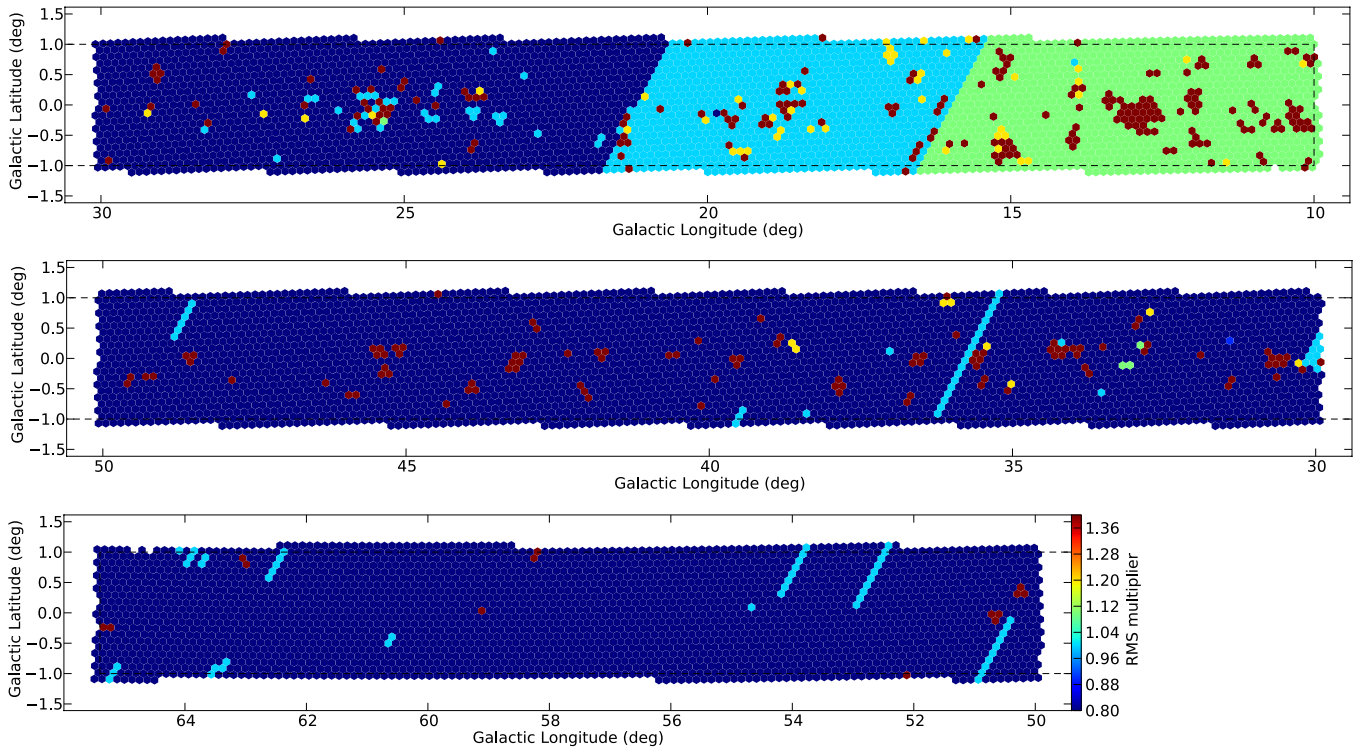 1.5
1.0
0.5
0.0
−0.5
−1.0
−1.5
Galactic Latitude (deg)
30 25 20 15 10
Galactic Longitude (deg)
1.5
1.0
0.5
0.0
−0.5
−1.0
−1.5
Galactic Latitude (deg)
50 45 40 35 30
Galactic Longitude (deg)
1.5
1.0
0.5
0.0
−0.5
−1.0
−1.5
Galactic Latitude (deg)
64 62 60 58 56 54 52 50
Galactic Longitude (deg)
1.36
1.28
1.20
1.12
1.04
0.96
0.88
0.80
RMS multiplier